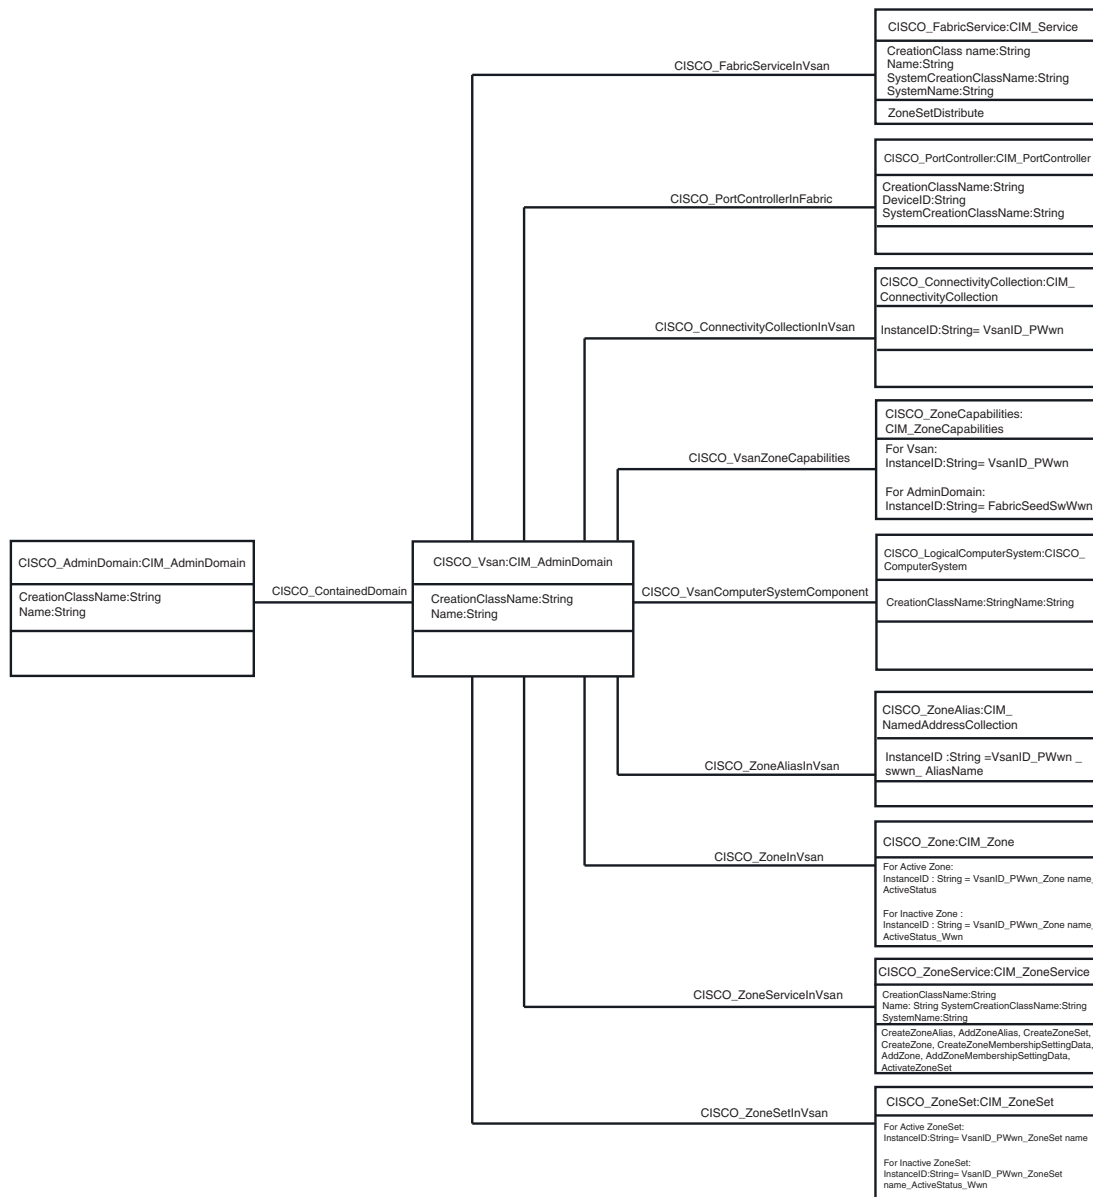 CISCO_FabricService:CIM_Service
CreationClass name:String
Name:String
SystemCreationClassName:String
SystemName:String
ZoneSetDistribute
CISCO_FabricServiceInVsan
CISCO_PortController:CIM_PortController
CreationClassName:String
DeviceID:String
SystemCreationClassName:String
CISCO_PortControllerInFabric
CISCO_ConnectivityCollection:CIM_
ConnectivityCollection
InstanceID:String= VsanID_PWwn
CISCO_ConnectivityCollectionInVsan
CISCO_ZoneCapabilities:
CIM_ZoneCapabilities
For Vsan:
InstanceID:String= VsanID_PWwn
For AdminDomain:
InstanceID:String= FabricSeedSwWwn
CISCO_VsanZoneCapabilities
CISCO_AdminDomain:CIM_AdminDomain
CreationClassName:String
Name:String
CISCO_ContainedDomain
CISCO_Vsan:CIM_AdminDomain
CreationClassName:String
Name:String
CISCO_VsanComputerSystemComponent
CISCO_LogicalComputerSystem:CISCO_
ComputerSystem
CreationClassName:StringName:String
CISCO_ZoneAlias:CIM_
NamedAddressCollection
InstanceID :String =VsanID_PWwn _
swwn_ AliasName
CISCO_ZoneAliasInVsan
CISCO_Zone:CIM_Zone
For Active Zone:
InstanceID : String = VsanID_PWwn_Zone name_
ActiveStatus
For Inactive Zone :
InstanceID : String = VsanID_PWwn_Zone name_
ActiveStatus_Wwn
CISCO_ZoneInVsan
CISCO_ZoneService:CIM_ZoneService
CreationClassName:String
Name: String SystemCreationClassName:String
SystemName:String
CreateZoneAlias, AddZoneAlias, CreateZoneSet,
CreateZone, CreateZoneMembershipSettingData,
AddZone, AddZoneMembershipSettingData,
ActivateZoneSet
CISCO_ZoneServiceInVsan
CISCO_ZoneSet:CIM_ZoneSet
For Active ZoneSet:
InstanceID:String= VsanID_PWwn_ZoneSet name
For Inactive ZoneSet:
InstanceID:String= VsanID_PWwn_ZoneSet
name_ActiveStatus_Wwn
CISCO_ZoneSetInVsan